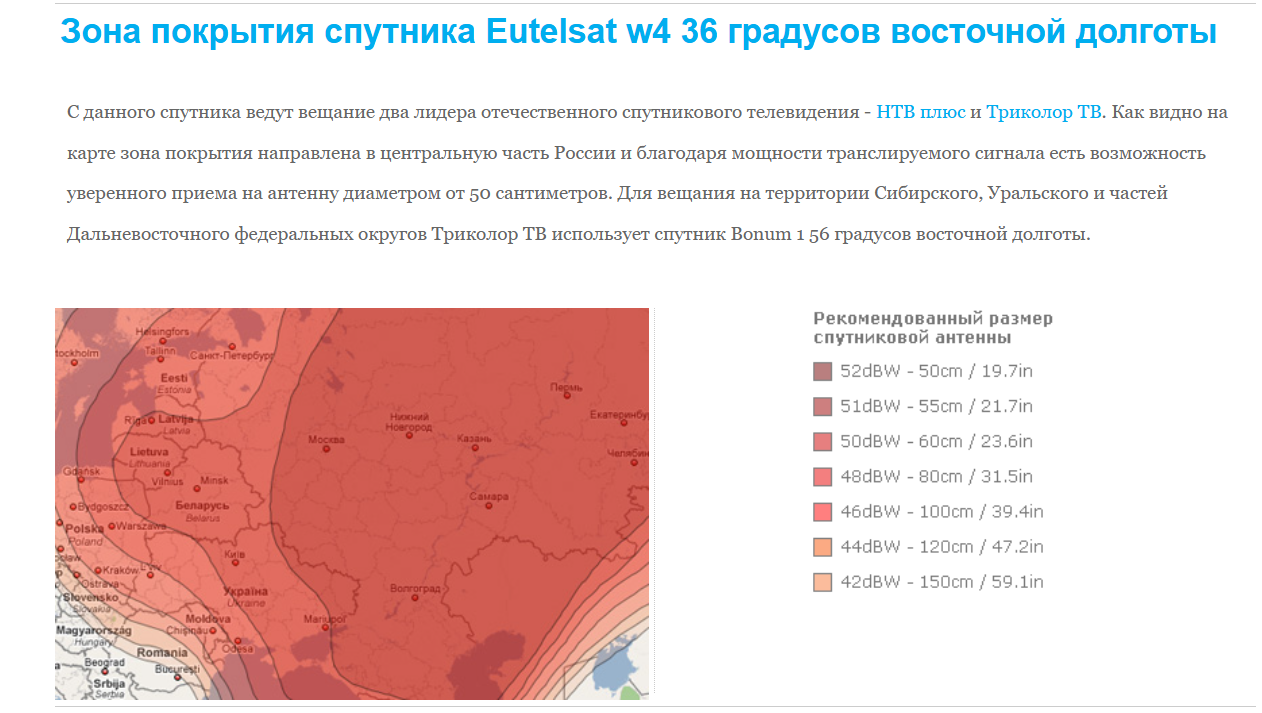 Зона покрытия спутника Eutelsat w4 36 градусов восточной долготы
С данного спутника ведут вещание два лидера отечественного спутникового телевидения - НТВ плюс и Триколор ТВ. Как видно на
карте зона покрытия направлена в центральную часть России и благодаря мощности транслируемого сигнала есть возможность
уверенного приема на антенну диаметром от 50 сантиметров. Для вещания на территории Сибирского, Уральского и частей
Дальневосточного федеральных округов Триколор ТВ использует спутник Bonum 1 56 градусов восточной долготы.
Helsingfors
tockholm
Tallinn
Санкт-Петербург
Eesti
Estonia
Пермь
Rīga
Latvija
Latvia
Нижний
Новгород
Екатеринбу
Москва
Казань
Lietuva
Lithuania
Челябин
Gdańsk
Vilnius
Minsk
Самара
Bydgoszcz
Беларусь
Belarus
Polska
Poland
Warszawa
Київ
Kraków
L'viv
Ostrava
Україна
Ukraine
Волгоград
Slovensko
Slovakia
Moldova
Mariupol'
Magyarország
Hungary
Chişinău
Odesa
Romania
Beograd
Bucureşti
Srbija
Serbia
Рекомендованный размер
спутниковой антенны
52dBW - 50cm / 19.7in
51dBW - 55cm / 21.7in
50dBW - 60cm / 23.6in
48dBW - 80cm / 31.5in
46dBW - 100cm / 39.4in
44dBW - 120cm / 47.2in
42dBW - 150cm / 59.1in